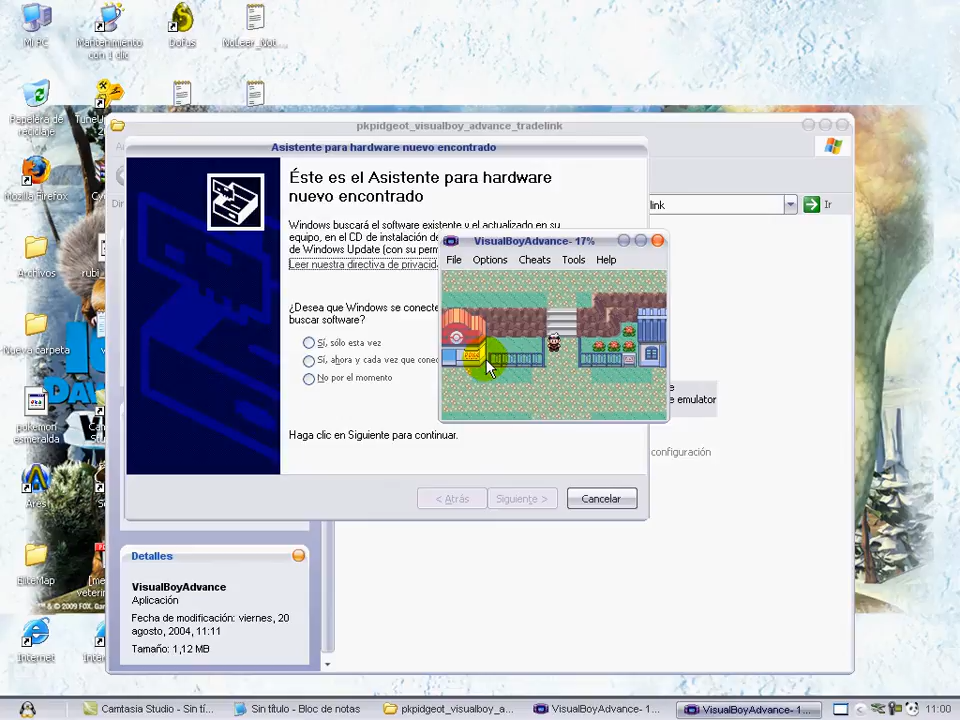 Mi PC
Mantenimiento
con 1 clic
Dofus
NoLeer_Not...
Papelera de
reciclaje
pkpidgeot_visualboy_advance_tradelink
Asistente para hardware nuevo encontrado
Éste es el Asistente para hardware
nuevo encontrado
Windows buscará el software existente y el actualizado en su
equipo, en el CD de instalación de
de Windows Update (con su perm
Leer nuestra directiva de privacid
¿Desea que Windows se conecte
buscar software?
Sí, sólo esta vez
Sí, ahora y cada vez que conec
No por el momento
Haga clic en Siguiente para continuar.
< Atrás
Siguiente >
Cancelar
link
Ir
VisualBoyAdvance- 17%
File
Options
Cheats
Tools
Help
e emulator
configuración
Mozilla Firefox
Archivos
rubi_
Nueva carpeta
pokemon
esmeralda
Ares
EliteMap
Internet
Detalles
VisualBoyAdvance
Aplicación
Fecha de modificación: viernes, 20
agosto, 2004, 11:11
Tamaño: 1,12 MB
& © 2009 FOX.
Camtasia Studio - Sin tí...
Sin título - Bloc de notas
pkpidgeot_visualboy_a...
VisualBoyAdvance- 1...
VisualBoyAdvance- 1...
11:00